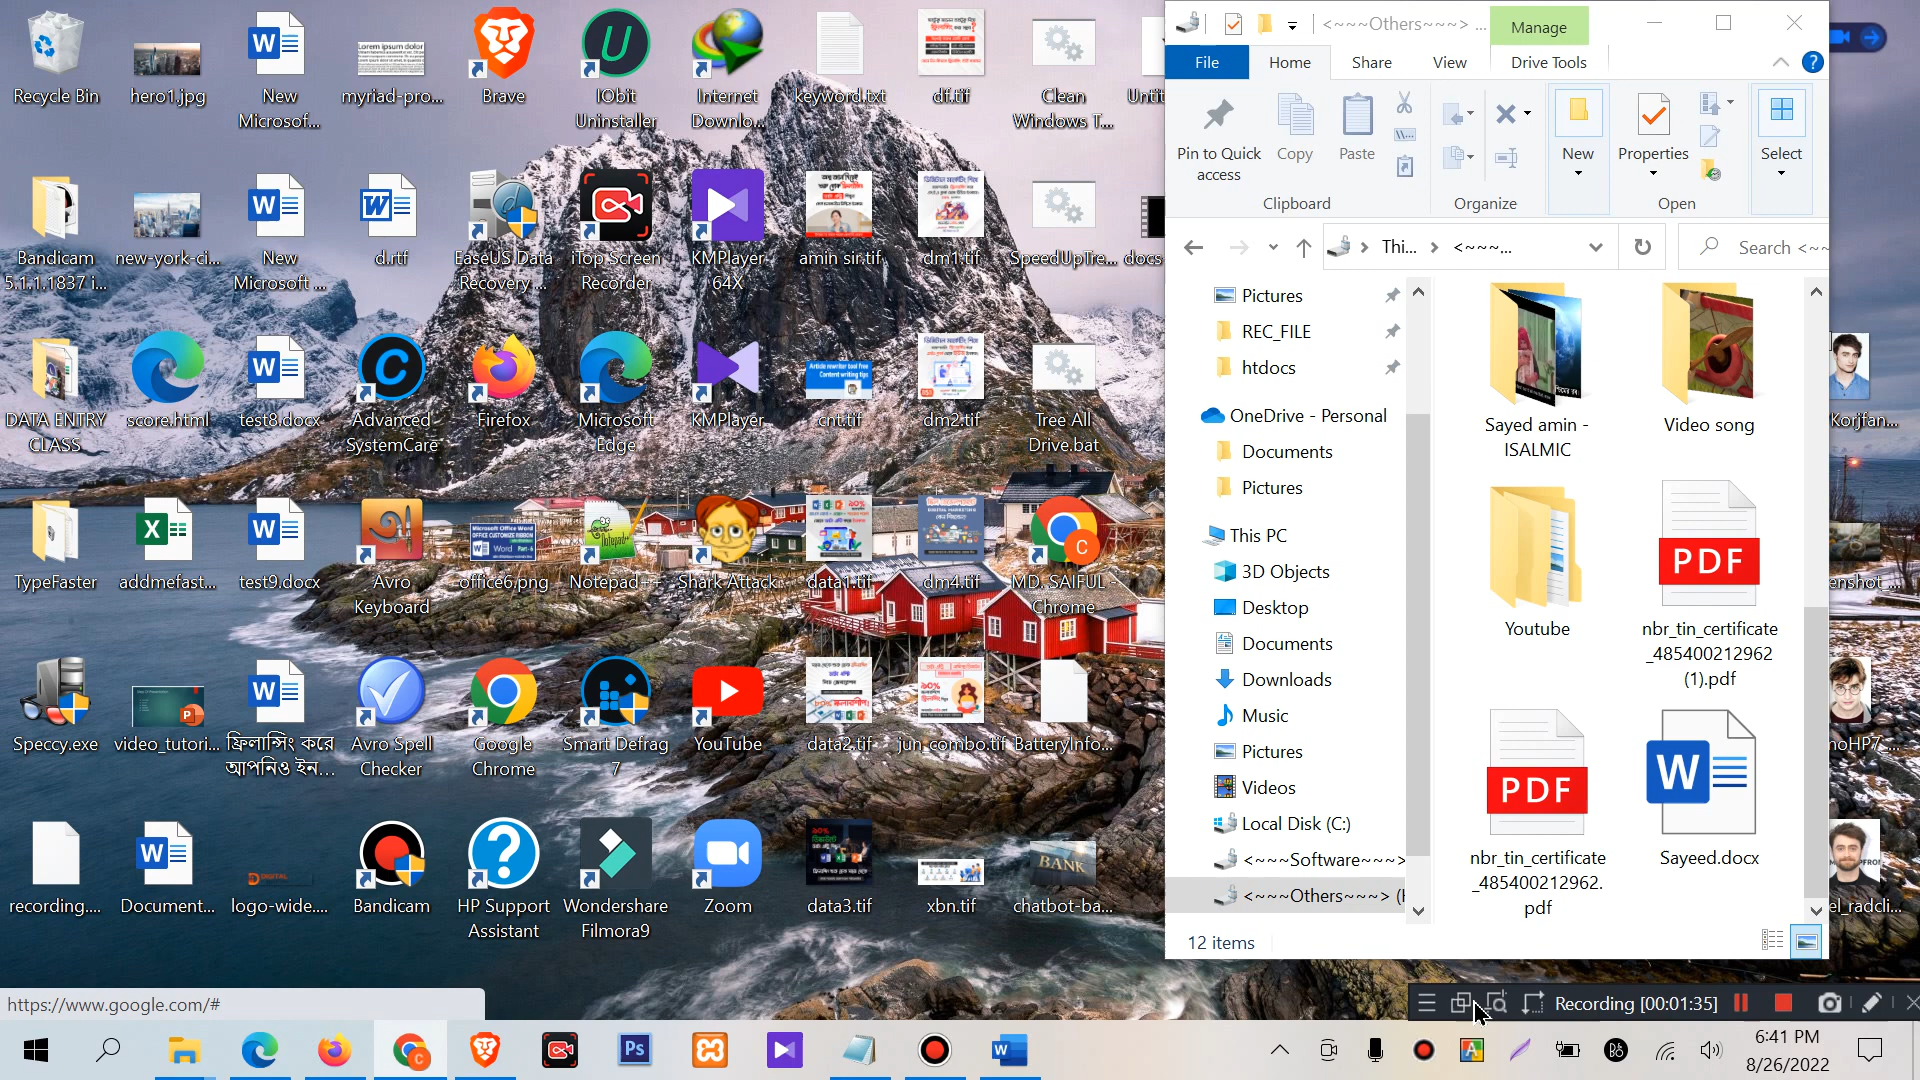 Recycle Bin
hero1.jpg
New
Microsof...
myriad-pro...
Brave
IObit
Uninstaller
Internet
Downlo...
keyword.txt
df.tif
Clean
Windows T...
Bandicam
5.1.1.1837 i...
new-york-ci...
New
Microsoft ...
d.rtf
EaseUS Data
Recovery ...
iTop Screen
Recorder
KMPlayer
64X
amin sir.tif
dm1.tif
SpeedUpTre...
docs
DATA ENTRY
CLASS
score.html
test8.docx
Advanced
SystemCare
Firefox
Microsoft
Edge
KMPlayer
cnt.tif
dm2.tif
Tree All
Drive.bat
TypeFaster
addmefast...
test9.docx
Avro
Keyboard
office6.png
Notepad++
Shark Attack
data1.tif
dm4.tif
MD. SAIFUL -
Chrome
Speccy.exe
video_tutori...
ফ্রিলান্সিং করে
আপনিও ইন...
Avro Spell
Checker
Google
Chrome
Smart Defrag
7
YouTube
data2.tif
jun_combo.tif
BatteryInfo...
recording....
Document...
logo-wide....
Bandicam
HP Support
Assistant
Wondershare
Filmora9
Zoom
data3.tif
xbn.tif
chatbot-ba...
<~~~Others~~~> ...
Manage
File
Home
Share
View
Drive Tools
Pin to Quick
access
Copy
Paste
New
Properties
Select
Clipboard
Organize
Open
Thi...
<~~~...
Search <~~
Pictures
REC_FILE
htdocs
OneDrive - Personal
Documents
Pictures
This PC
3D Objects
Desktop
Documents
Downloads
Music
Pictures
Videos
Local Disk (C:)
<~~~Software~~~>
<~~~Others~~~> (
Sayed amin -
ISALMIC
Video song
Youtube
PDF
nbr_tin_certificate
_485400212962
(1).pdf
PDF
nbr_tin_certificate
_485400212962.
pdf
Sayeed.docx
12 items
https://www.google.com/#
Recording [00:01:35]
6:41 PM
8/26/2022